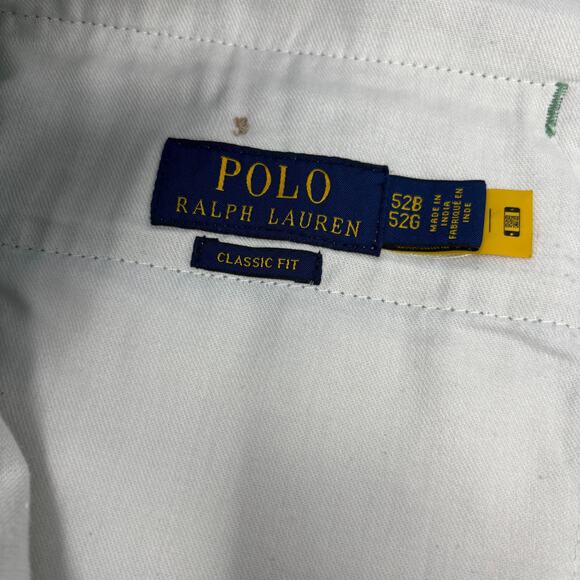 POLO
RALPH LAUREN
CLASSIC FIT
52B
52G
MADE IN
INDIA
FABRIQUÉ EN
INDE